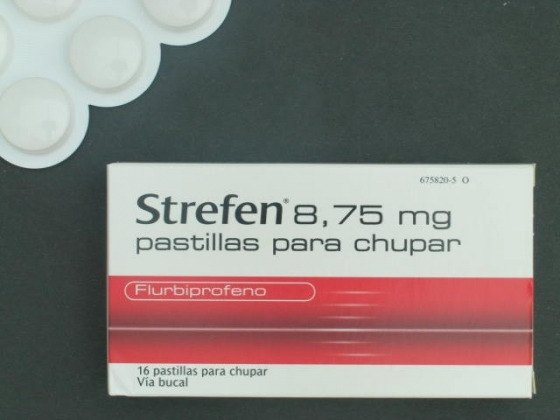 675820-5 O
Strefen® 8,75 mg
pastillas para chupar
Flurbiprofeno
16 pastillas para chupar
Vía bucal